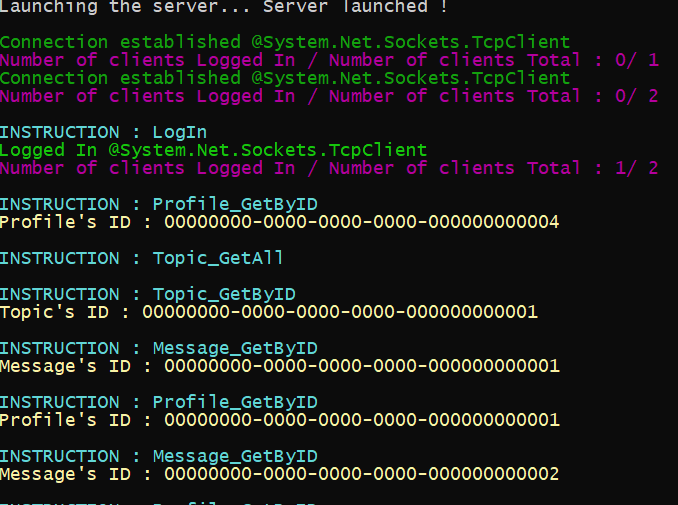 Launching the server... Server launched !
Connection established @System.Net.Sockets.TcpClient
Number of clients Logged In / Number of clients Total : 0/ 1
Connection established @System.Net.Sockets.TcpClient
Number of clients Logged In / Number of clients Total : 0/ 2
INSTRUCTION : LogIn
Logged In @System.Net.Sockets.TcpClient
Number of clients Logged In / Number of clients Total : 1/ 2
INSTRUCTION : Profile_GetByID
Profile's ID : 00000000-0000-0000-0000-000000000004
INSTRUCTION : Topic_GetAll
INSTRUCTION : Topic_GetByID
Topic's ID : 00000000-0000-0000-0000-000000000001
INSTRUCTION : Message_GetByID
Message's ID : 00000000-0000-0000-0000-000000000001
INSTRUCTION : Profile_GetByID
Profile's ID : 00000000-0000-0000-0000-000000000001
INSTRUCTION : Message_GetByID
Message's ID : 00000000-0000-0000-0000-000000000002
INSTRUCTION : Profile_GetByID